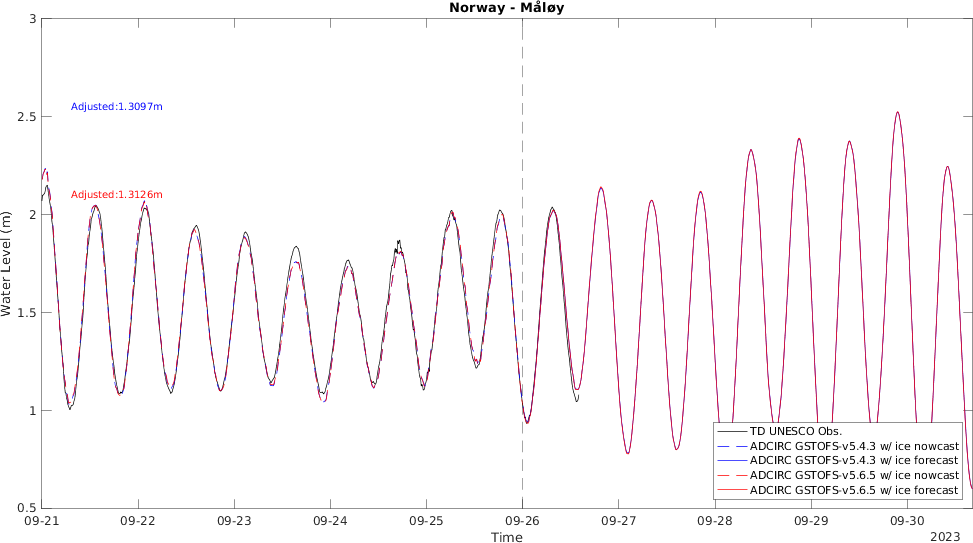 Norway - Måløy
3
2.5
2
1.5
1
0.5
Water Level (m)
Adjusted:1.3097m
Adjusted:1.3126m
TD UNESCO Obs.
ADCIRC GSTOFS-v5.4.3 w/ ice nowcast
ADCIRC GSTOFS-v5.4.3 w/ ice forecast
ADCIRC GSTOFS-v5.6.5 w/ ice nowcast
ADCIRC GSTOFS-v5.6.5 w/ ice forecast
09-21 09-22 09-23 09-24 09-25 09-26 09-27 09-28 09-29 09-30
Time
2023